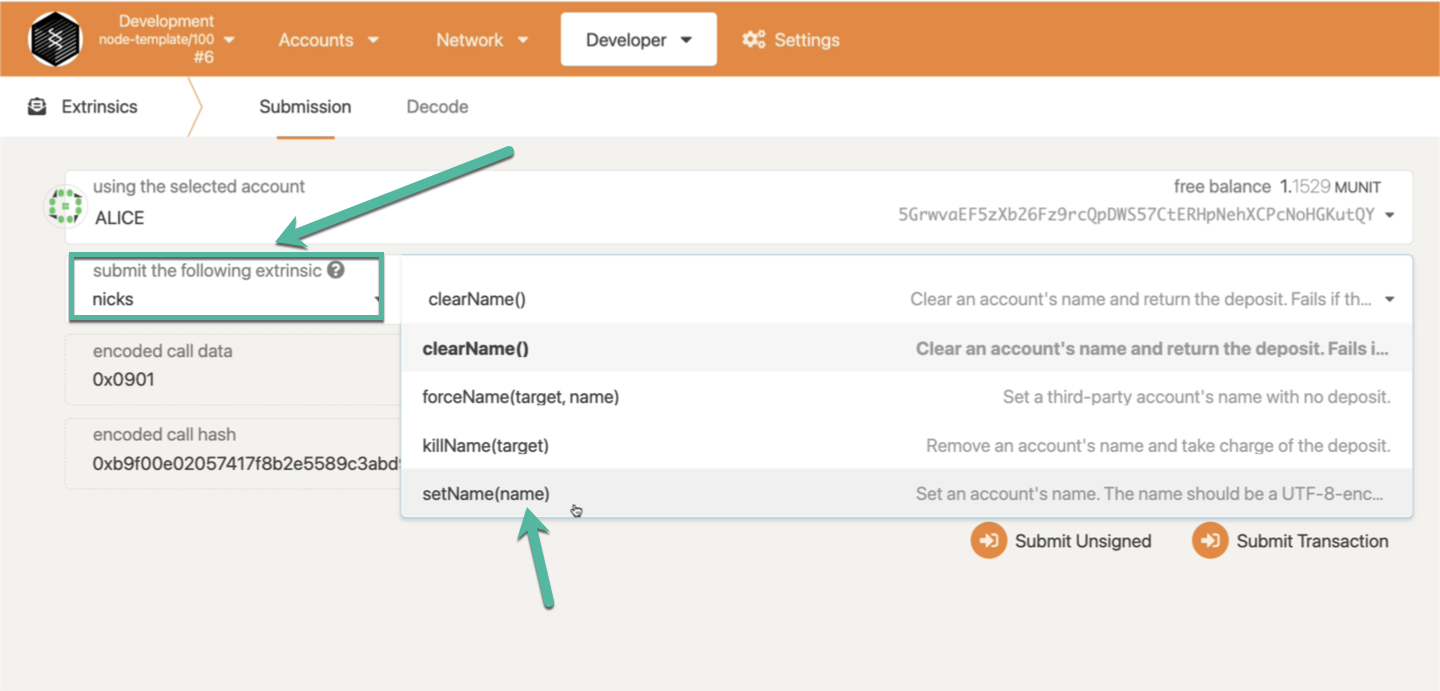 Development
node-template/100
#6
Accounts
Network
Developer
Settings
Extrinsics
Submission
Decode
using the selected account
ALICE
free balance 1.1529 MUNIT
5GrwvaEF5zXb26Fz9rcQpDWS57CtERHpNehXCPcNoHGKutQY
submit the following extrinsic ?
nicks
clearName()
Clear an account's name and return the deposit. Fails if th...
clearName()
Clear an account's name and return the deposit. Fails i...
forceName(target, name)
Set a third-party account's name with no deposit.
killName(target)
Remove an account's name and take charge of the deposit.
setName(name)
Set an account's name. The name should be a UTF-8-enc...
encoded call data
0x0901
encoded call hash
0xb9f00e02057417f8b2e5589c3abd
Submit Unsigned
Submit Transaction